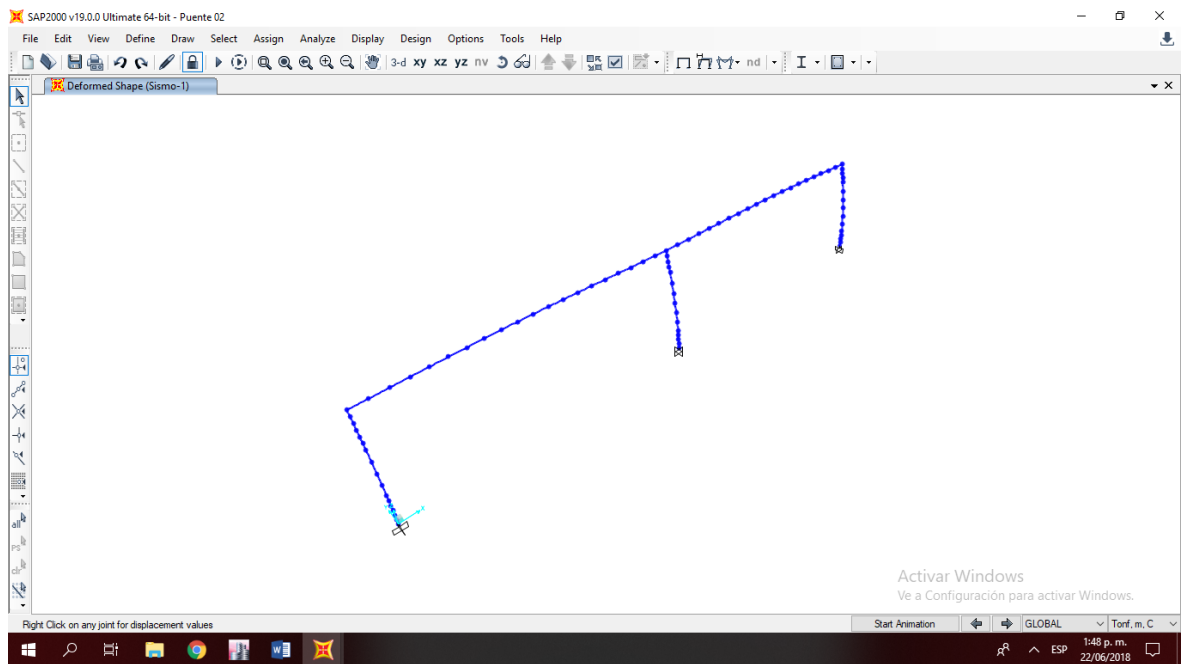 SAP2000 v19.0.0 Ultimate 64-bit - Puente 02
File Edit View Define Draw Select Assign Analyze Display Design Options Tools Help
3-d xy xz yz nv nd
Deformed Shape (Sismo-1)
all
PS
clr
X
Activar Windows
Ve a Configuración para activar Windows.
Right Click on any joint for displacement values Start Animation GLOBAL Tonf, m, C
ESP 1:48 p. m.
22/06/2018